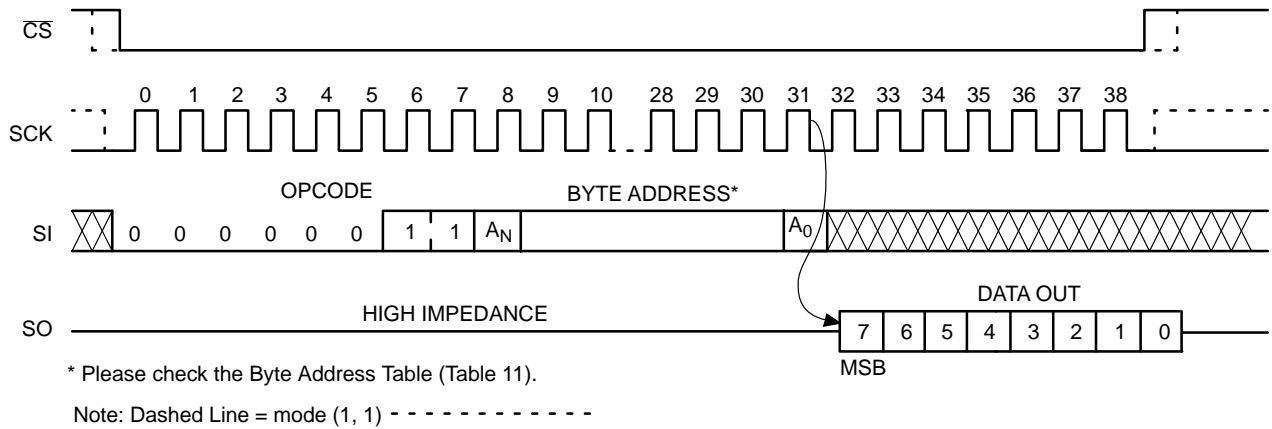 CS
0 1 2 3 4 5 6 7 8 9 10 28 29 30 31 32 33 34 35 36 37 38
SCK
OPCODE BYTE ADDRESS*
SI 0 0 0 0 0 0 1 1 AN A0
DATA OUT
HIGH IMPEDANCE
SO 7 6 5 4 3 2 1 0
MSB
* Please check the Byte Address Table (Table 11).
Note: Dashed Line = mode (1, 1)